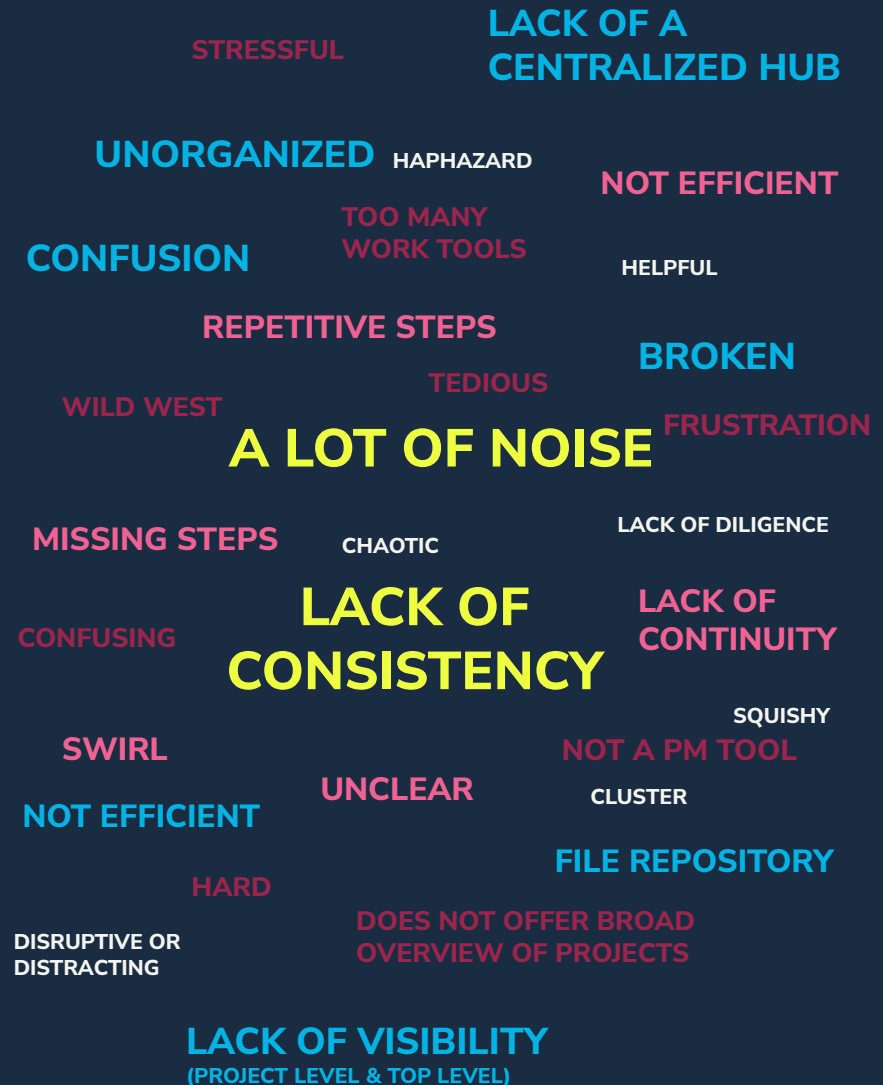 LACK OF A
CENTRALIZED HUB
STRESSFUL
UNORGANIZED
HAPHAZARD
NOT EFFICIENT
TOO MANY
WORK TOOLS
CONFUSION
HELPFUL
REPETITIVE STEPS
BROKEN
TEDIOUS
WILD WEST
FRUSTRATION
A LOT OF NOISE
LACK OF DILIGENCE
MISSING STEPS
CHAOTIC
LACK OF
CONSISTENCY
LACK OF
CONTINUITY
CONFUSING
SQUISHY
SWIRL
NOT A PM TOOL
UNCLEAR
CLUSTER
NOT EFFICIENT
FILE REPOSITORY
HARD
DOES NOT OFFER BROAD
OVERVIEW OF PROJECTS
DISRUPTIVE OR
DISTRACTING
LACK OF VISIBILITY
(PROJECT LEVEL & TOP LEVEL)